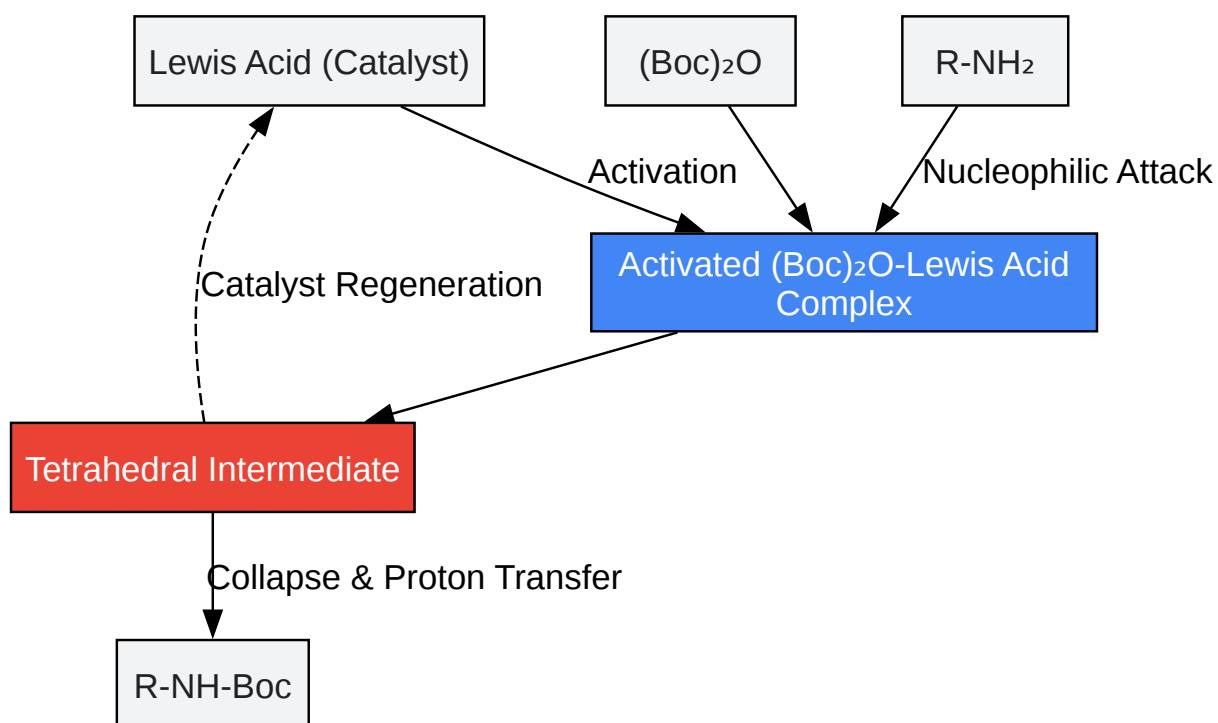 Lewis Acid (Catalyst)
(Boc)₂O
R-NH₂
Activation
Nucleophilic Attack
Activated (Boc)₂O-Lewis Acid
Complex
Catalyst Regeneration
Tetrahedral Intermediate
Collapse & Proton Transfer
R-NH-Boc